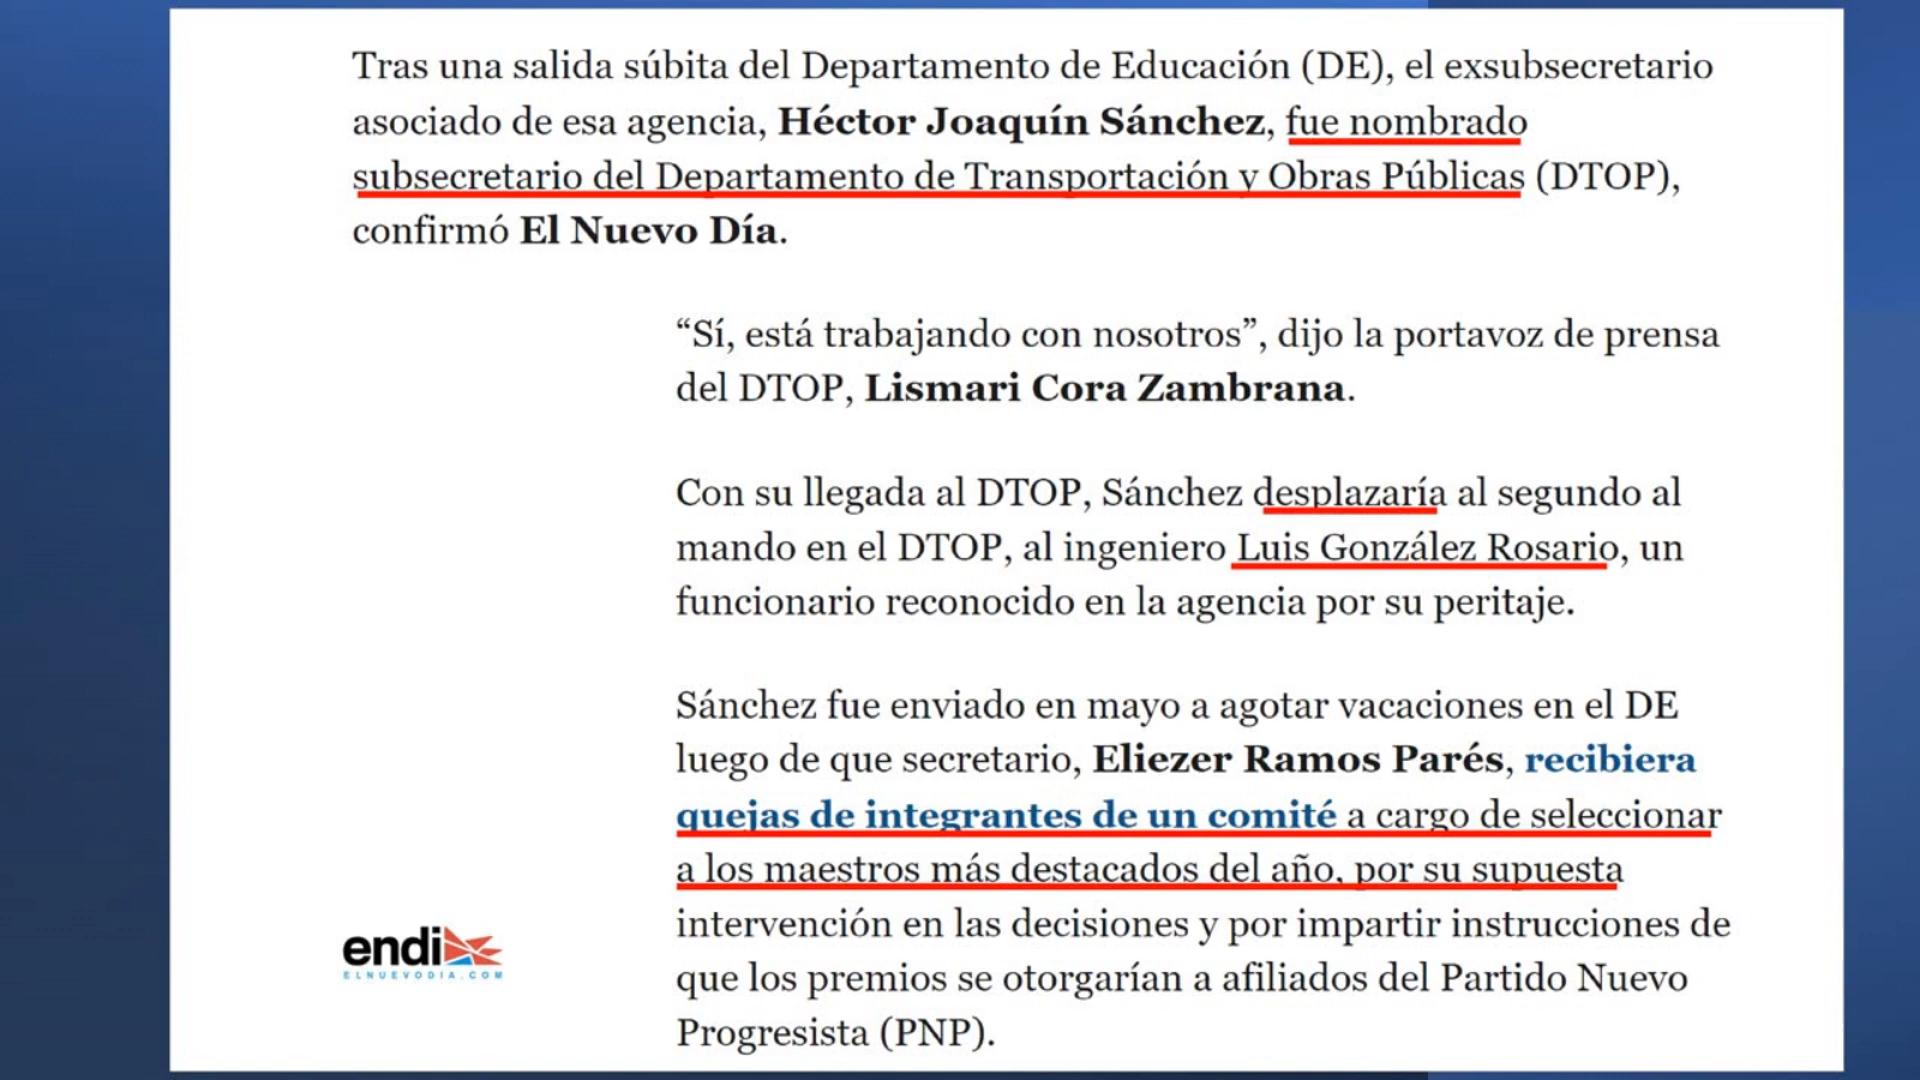 Tras una salida súbita del Departamento de Educación (DE), el exsubsecretario
asociado de esa agencia, Héctor Joaquín Sánchez, fue nombrado
subsecretario del Departamento de Transportación y Obras Públicas (DTOP),
confirmó El Nuevo Día.
“Sí, está trabajando con nosotros”, dijo la portavoz de prensa
del DTOP, Lismari Cora Zambrana.
Con su llegada al DTOP, Sánchez desplazaría al segundo al
mando en el DTOP, al ingeniero Luis González Rosario, un
funcionario reconocido en la agencia por su peritaje.
Sánchez fue enviado en mayo a agotar vacaciones en el DE
luego de que secretario, Eliezer Ramos Parés, recibiera
quejas de integrantes de un comité a cargo de seleccionar
a los maestros más destacados del año, por su supuesta
intervención en las decisiones y por impartir instrucciones de
que los premios se otorgarían a afiliados del Partido Nuevo
Progresista (PNP).
endi
ELNUEVODIA.COM